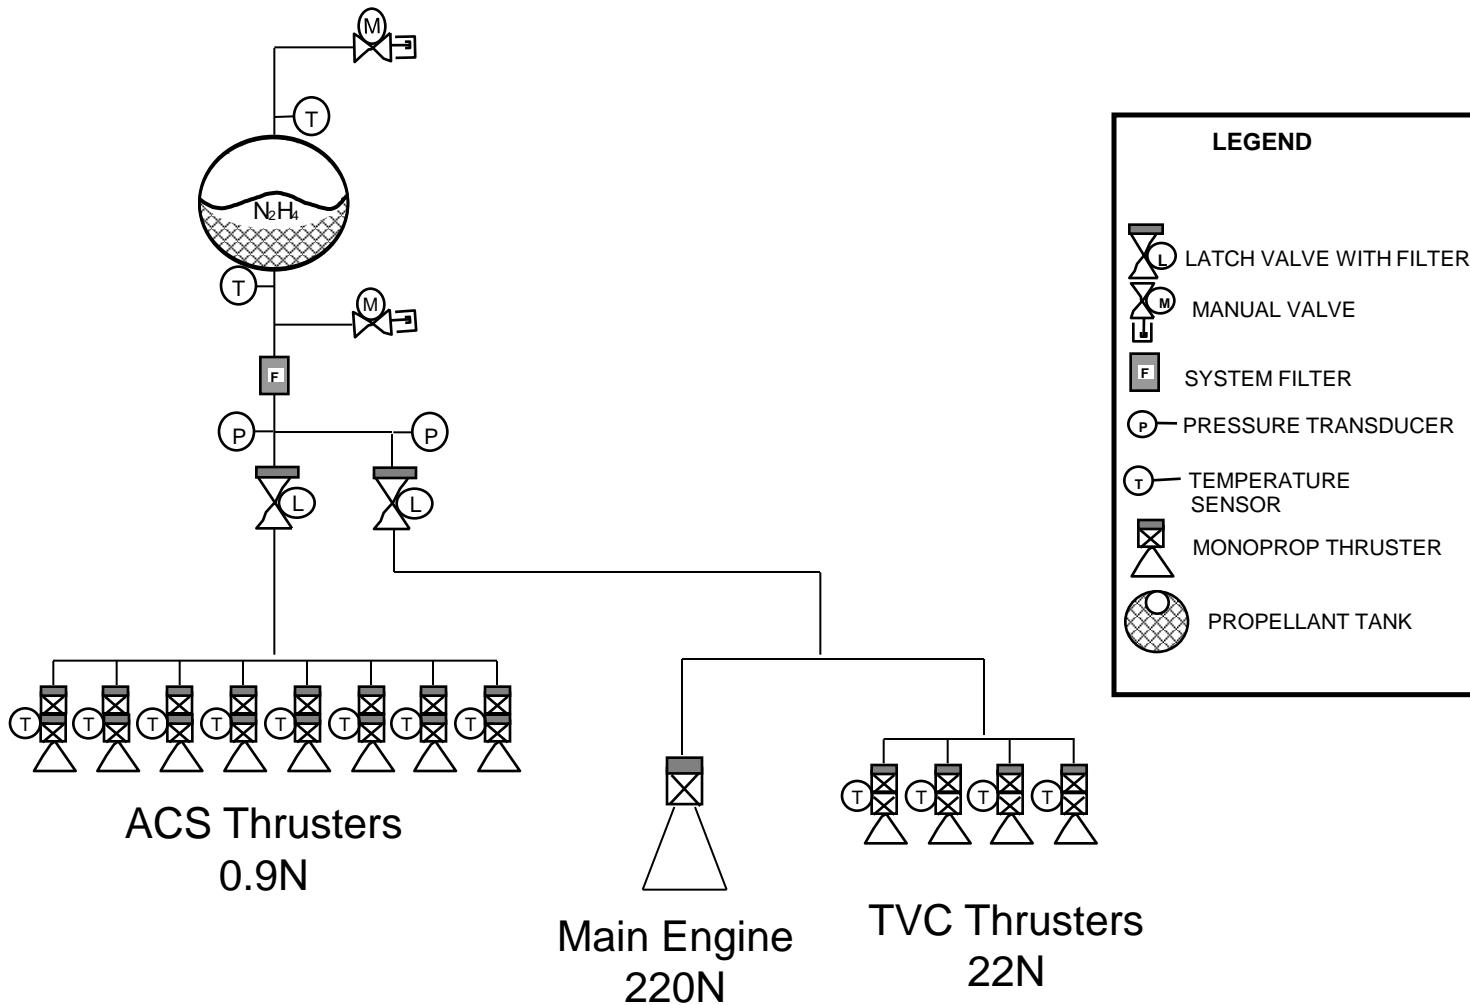 M
T
N₂H₄
T
M
F
P
P
L
L
T T T T T T T T
T T T T
ACS Thrusters
0.9N
Main Engine
220N
TVC Thrusters
22N
LEGEND
L LATCH VALVE WITH FILTER
M MANUAL VALVE
F SYSTEM FILTER
P PRESSURE TRANSDUCER
T TEMPERATURE
SENSOR
MONOPROP THRUSTER
PROPELLANT TANK